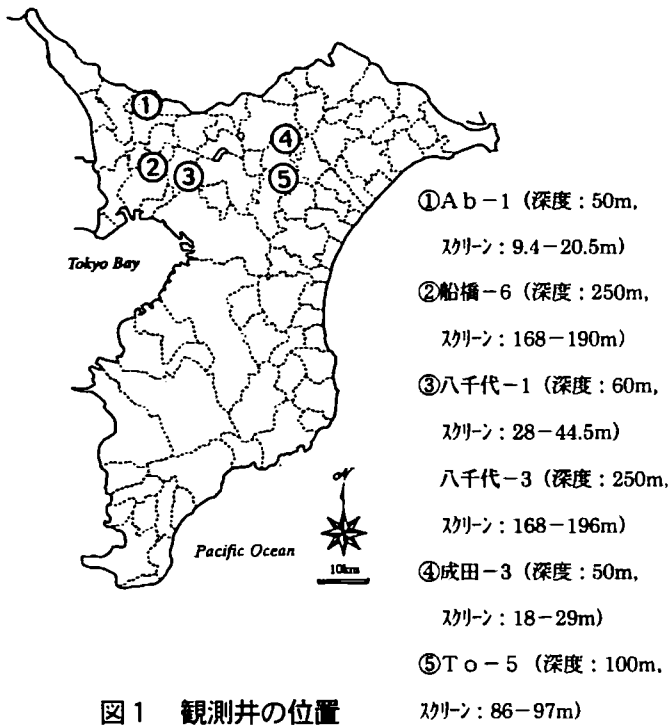 ①
②
③
④
⑤
Tokyo Bay
Pacific Ocean
N
10km
①Ab-1(深度:50m,
スクリーン:9.4-20.5m)
②船橋-6(深度:250m,
スクリーン:168-190m)
③八千代-1(深度:60m,
スクリーン:28-44.5m)
八千代-3(深度:250m,
スクリーン:168-196m)
④成田-3(深度:50m,
スクリーン:18-29m)
⑤To-5(深度:100m,
スクリーン:86-97m)
図1 観測井の位置